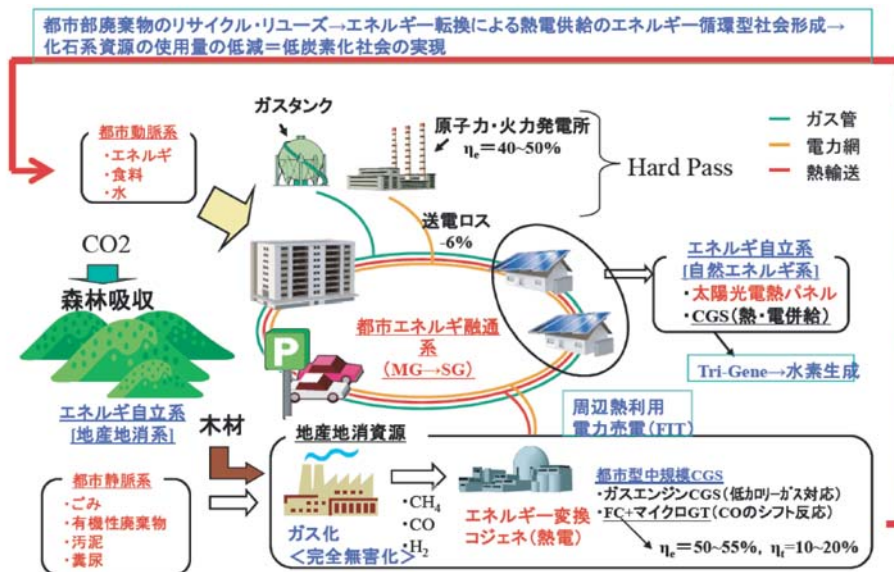 都市部廃棄物のリサイクル・リユーズ→エネルギー転換による熱電供給のエネルギー循環型社会形成→
化石系資源の使用量の低減＝低炭素化社会の実現
ガスタンク
原子力・火力発電所
ηe＝40~50%
Hard Pass
ガス管
電力網
熱輸送
都市動脈系
・エネルギ
・食料
・水
送電ロス
-6%
CO2
森林吸収
エネルギ自立系
[自然エネルギ系]
・太陽光電熱パネル
・CGS(熱・電併給)
Tri-Gene→水素生成
都市エネルギ融通
系
(MG→SG)
P
エネルギ自立系
[地産地消系]
木材
周辺熱利用
電力売電(FIT)
都市静脈系
・ごみ
・有機性廃棄物
・汚泥
・糞尿
地産地消資源
ガス化
＜完全無害化＞
・CH4
・CO
・H2
エネルギー変換
コジェネ(熱電)
都市型中規模CGS
・ガスエンジンCGS(低カロリーガス対応)
・FC+マイクロGT(COのシフト反応)
ηe＝50~55%, ηt=10~20%